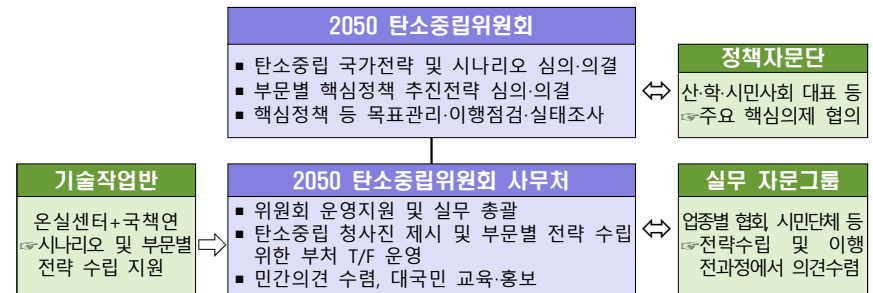 2050 탄소중립위원회
▪ 탄소중립 국가전략 및 시나리오 심의·의결
▪ 부문별 핵심정책 추진전략 심의·의결
▪ 핵심정책 등 목표관리·이행점검·실태조사
정책자문단
산·학·시민사회 대표 등
☞주요 핵심의제 협의
기술작업반
온실센터+국책연
☞시나리오 및 부문별
전략 수립 지원
2050 탄소중립위원회 사무처
▪ 위원회 운영지원 및 실무 총괄
▪ 탄소중립 청사진 제시 및 부문별 전략 수립
위한 부처 T/F 운영
▪ 민간의견 수렴, 대국민 교육·홍보
실무 자문그룹
업종별 협회, 시민단체 등
☞전략수립 및 이행
전과정에서 의견수렴